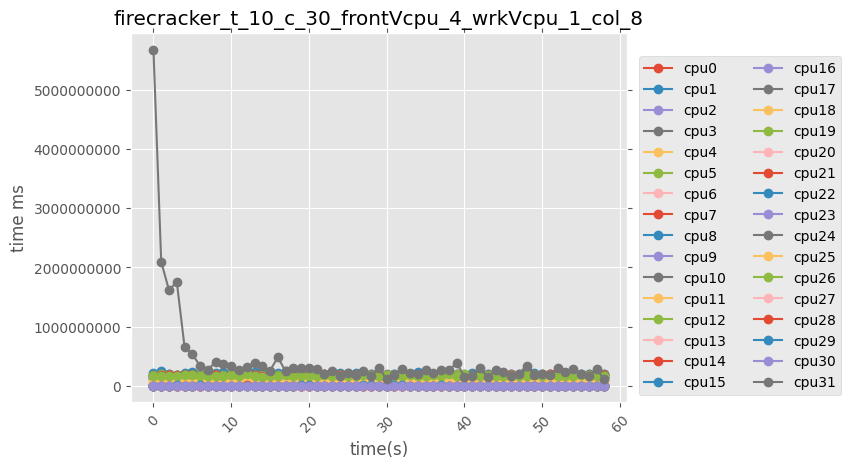 firecracker_t_10_c_30_frontVcpu_4_wrkVcpu_1_col_8
time ms
5000000000
4000000000
3000000000
2000000000
1000000000
0
0
10
20
30
40
50
60
time(s)
cpu0
cpu1
cpu2
cpu3
cpu4
cpu5
cpu6
cpu7
cpu8
cpu9
cpu10
cpu11
cpu12
cpu13
cpu14
cpu15
cpu16
cpu17
cpu18
cpu19
cpu20
cpu21
cpu22
cpu23
cpu24
cpu25
cpu26
cpu27
cpu28
cpu29
cpu30
cpu31